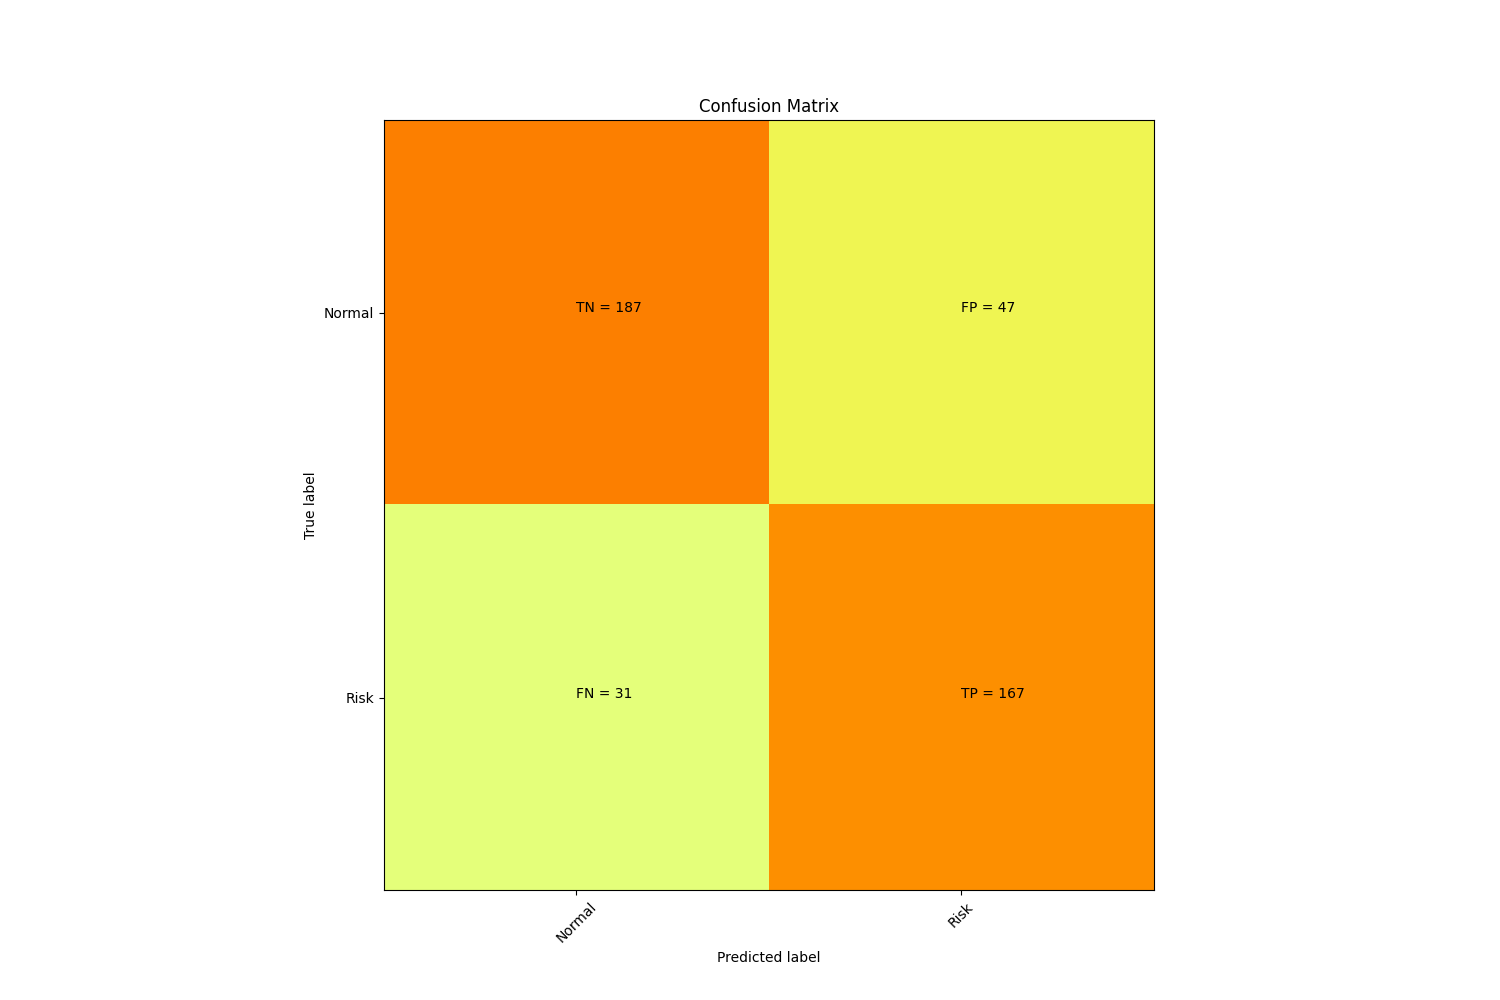 Confusion Matrix
Normal
TN = 187
FP = 47
True label
Risk
FN = 31
TP = 167
Normal
Risk
Predicted label